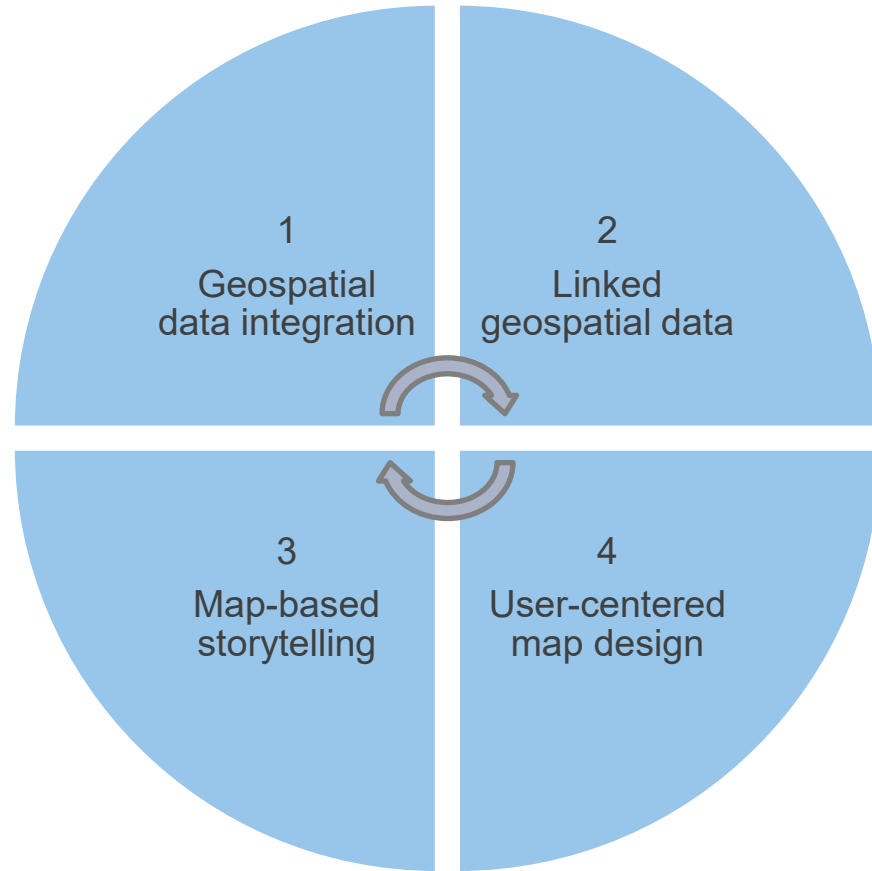 1
Geospatial
data integration
2
Linked
geospatial data
3
Map-based
storytelling
4
User-centered
map design